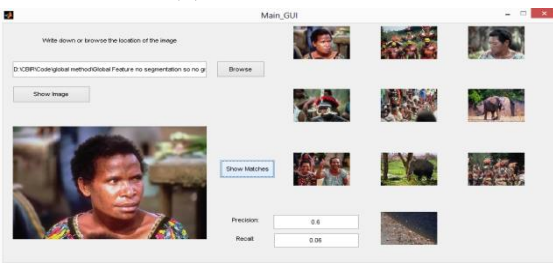 Main_GUI
Write down or browse the location of the image
D:\CBIP\Code\global method\Global Feature no segmentation so no gr
Browse
Show Image
Show Matches
Precision:
0.6
Recall:
0.06